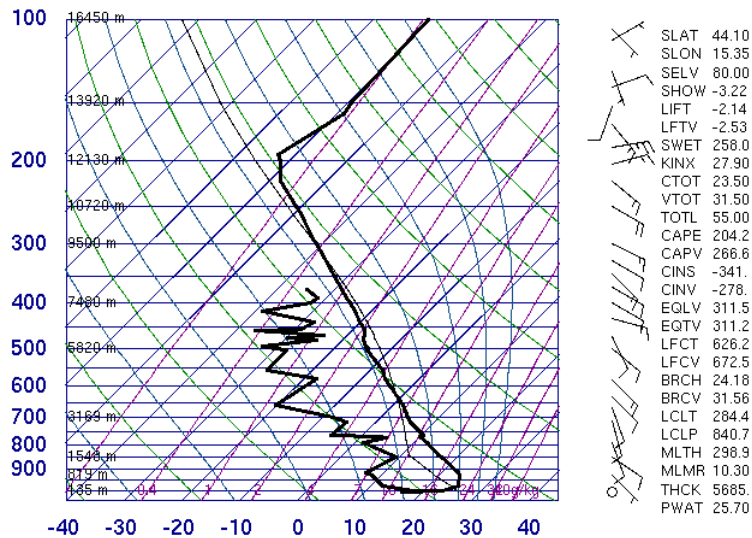 100
16450 m
13920 m
200
12130 m
10720 m
300
9500 m
400
7480 m
500
5820 m
600
700
3169 m
800
1548 m
900
819 m
135 m
0.4
1
2
4
7
10
16
24
g/kg
-40 -30 -20 -10 0 10 20 30 40
SLAT 44.10
SLON 15.35
SELV 80.00
SHOW -3.22
LIFT -2.14
LFTV -2.53
SWET 258.0
KINX 27.90
CTOT 23.50
VTOT 31.50
TOTL 55.00
CAPE 204.2
CAPV 266.6
CINS -341.
CINV -278.
EQLV 311.5
EQTV 311.2
LFCT 626.2
LFCV 672.5
BRCH 24.18
BRCV 31.56
LCLT 284.4
LCLP 840.7
MLTH 298.9
MLMR 10.30
THCK 5685.
PWAT 25.70